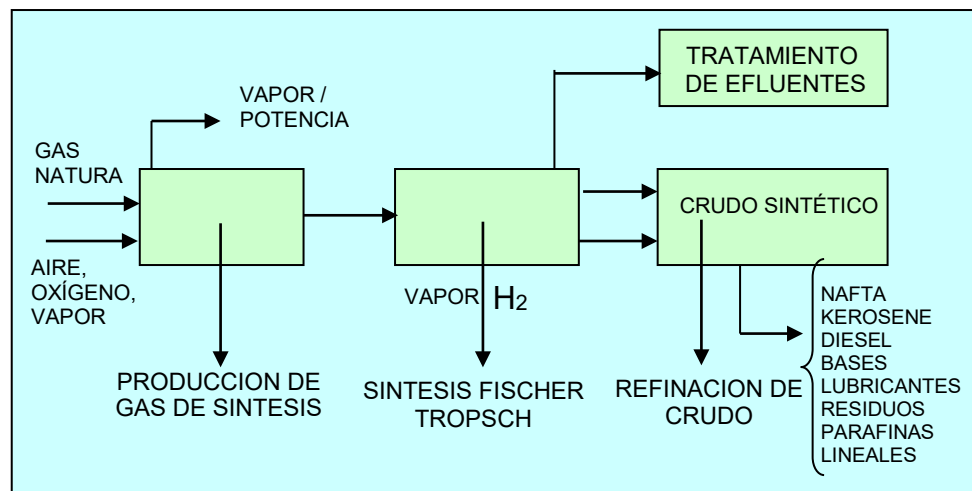 TRATAMIENTO
DE EFLUENTES
VAPOR /
POTENCIA
GAS
NATURA
CRUDO SINTÉTICO
AIRE,
OXÍGENO,
VAPOR
VAPOR H2
NAFTA
KEROSENE
DIESEL
BASES
LUBRICANTES
RESIDUOS
PARAFINAS
LINEALES
PRODUCCION DE
GAS DE SINTESIS
SINTESIS FISCHER
TROPSCH
REFINACION DE
CRUDO